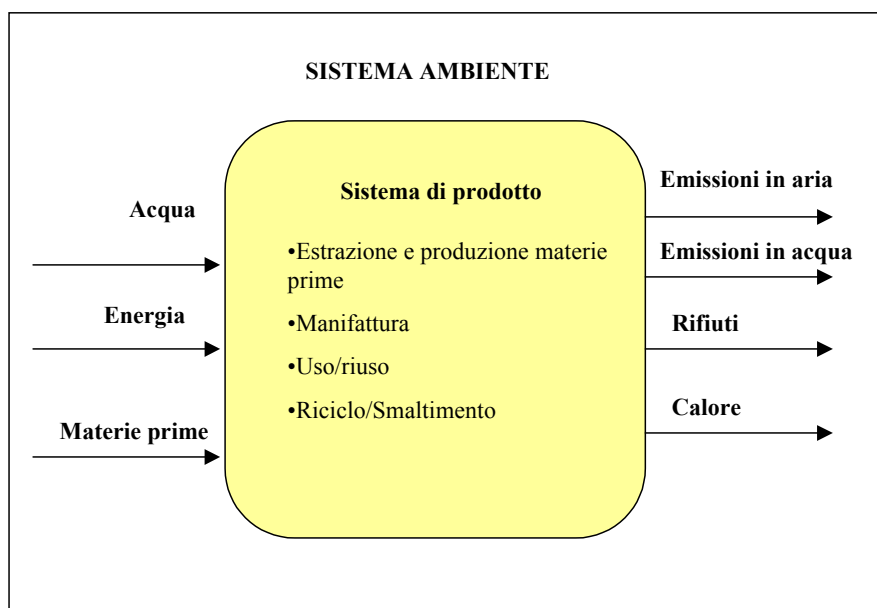 SISTEMA AMBIENTE
Acqua
Energia
Materie prime
Sistema di prodotto
•Estrazione e produzione materie
prime
•Manifattura
•Uso/riuso
•Riciclo/Smaltimento
Emissioni in aria
Emissioni in acqua
Rifiuti
Calore